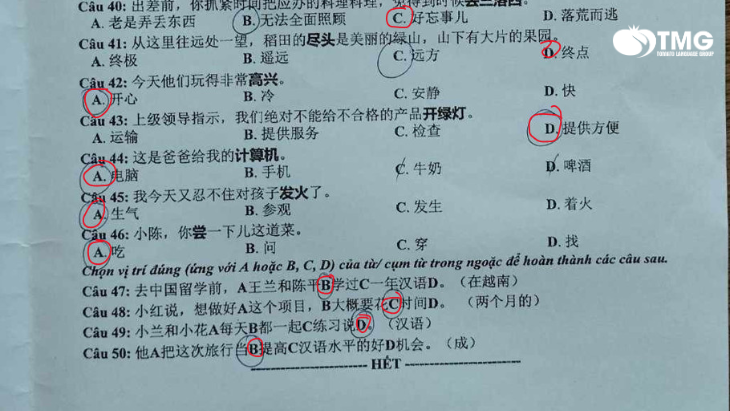 Câu 40: 出差前，你抓紧时间把应办的料理料理，免得到时候丢三落四。
A. 老是弄丢东西 B. 无法全面照顾 C. 好忘事儿 D. 落荒而逃
Câu 41: 从这里往远处一望，稻田的尽头是美丽的绿山，山下有大片的果园。
A. 终极 B. 遥远 C. 远方 D. 终点
Câu 42: 今天他们玩得非常高兴。
A. 开心 B. 冷 C. 安静 D. 快
Câu 43: 上级领导指示，我们绝对不能给不合格的产品开绿灯。
A. 运输 B. 提供服务 C. 检查 D. 提供方便
Câu 44: 这是爸爸给我的计算机。
A. 电脑 B. 手机 C. 牛奶 D. 啤酒
Câu 45: 我今天又忍不住对孩子发火了。
A. 生气 B. 参观 C. 发生 D. 着火
Câu 46: 小陈，你尝一下儿这道菜。
A. 吃 B. 问 C. 穿 D. 找
Chọn vị trí đúng (ứng với A hoặc B, C, D) của từ/ cụm từ trong ngoặc để hoàn thành các câu sau.
Câu 47: 去中国留学前，A王兰和陈平B学过C一年汉语D。（在越南）
Câu 48: 小红说，想做好A这个项目，B大概要花C时间D。（两个月的）
Câu 49: 小兰和小花A每天B都一起C练习说D。（汉语）
Câu 50: 他A把这次旅行当B提高C汉语水平的好D机会。（成）
HẾT
TMG
TOMATO LANGUAGE GROUP